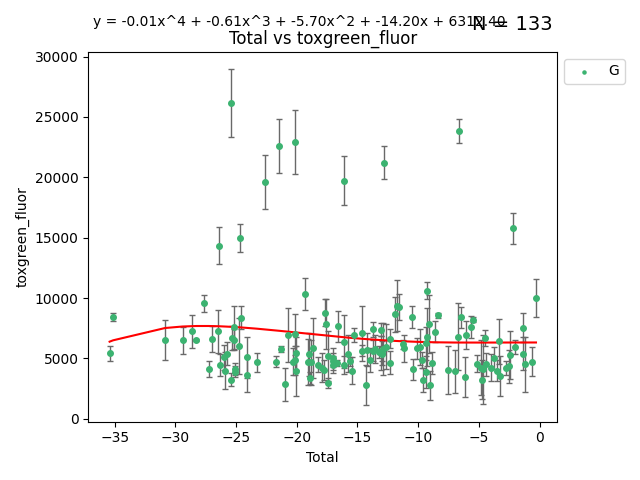 y = -0.01x^4 + -0.61x^3 + -5.70x^2 + -14.20x + 6312.40
N = 133
Total vs toxgreen_fluor
G
30000
25000
20000
15000
10000
5000
0
toxgreen_fluor
−35 −30 −25 −20 −15 −10 −5 0
Total